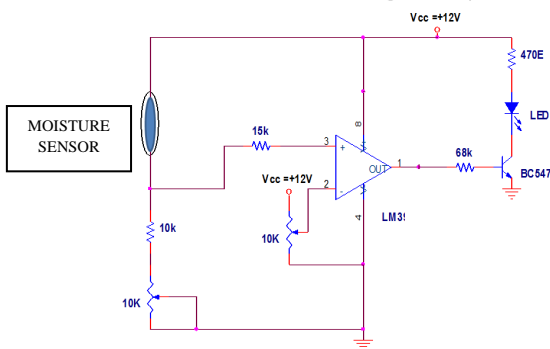 Vcc =+12V
470E
LED
MOISTURE
SENSOR
15k
3
+
8
OUT
1
68k
BC547
Vcc =+12V
2
-
4
LM39
10k
10K
10K